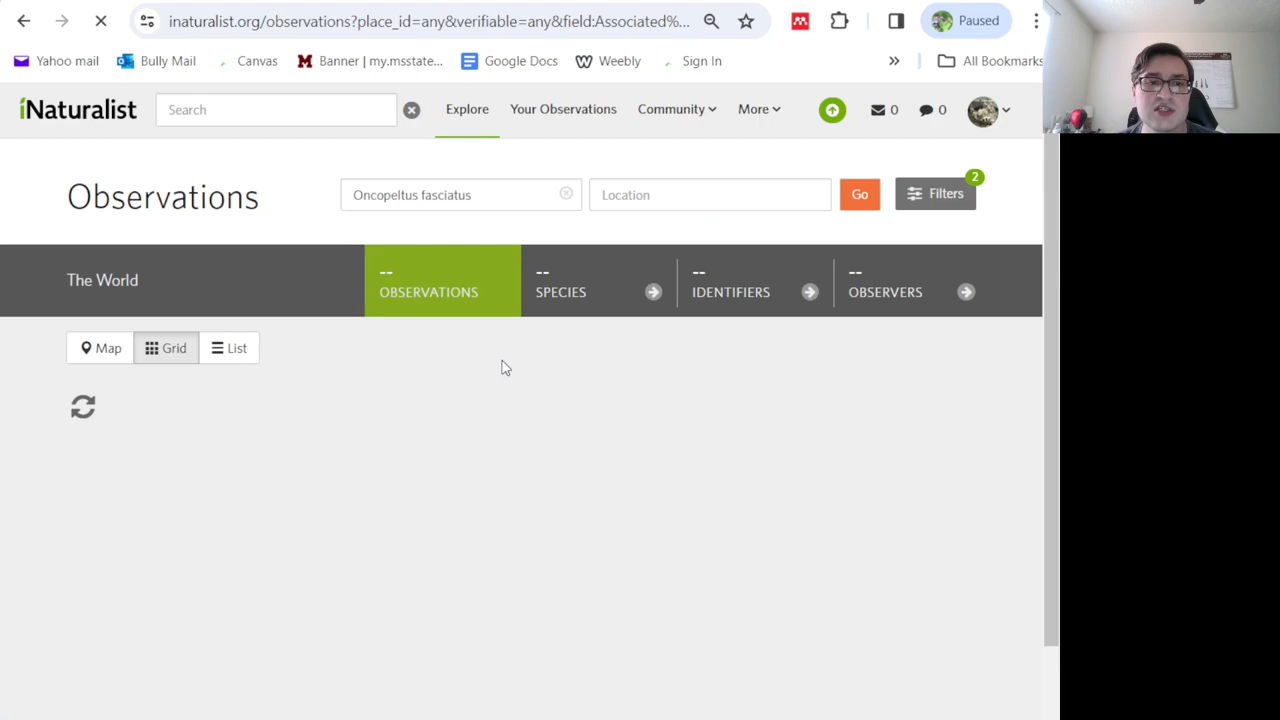 inaturalist.org/observations?place_id=any&verifiable=any&field:Associated%...
Paused
Yahoo mail
Bully Mail
Canvas
Banner | my.msstate...
Google Docs
Weebly
Sign In
»
All Bookmarks
iNaturalist
Search
Explore
Your Observations
Community
More
0
0
Observations
Oncopeltus fasciatus
Location
Go
Filters
2
The World
--
OBSERVATIONS
--
SPECIES
--
IDENTIFIERS
--
OBSERVERS
Map
Grid
List